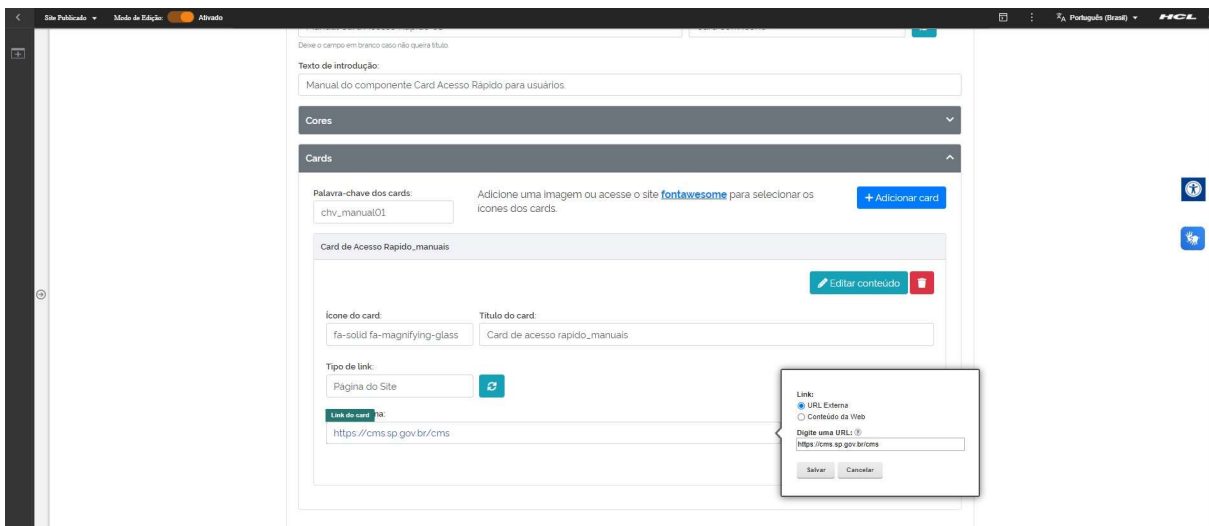 Site Publicado
Modo de Edição:
Ativado
Português (Brasil)
HCL
Deixe o campo em branco caso não queira título.
Texto de introdução:
Manual do componente Card Acesso Rápido para usuários.
Cores
Cards
Palavra-chave dos cards:
chv_manual01
Adicione uma imagem ou acesse o site fontawesome para selecionar os
ícones dos cards.
+ Adicionar card
Card de Acesso Rapido_manuais
Editar conteúdo
Ícone do card:
fa-solid fa-magnifying-glass
Título do card:
Card de acesso rapido_manuais
Tipo de link:
Página do Site
Link do card
na:
https://cms.sp.gov.br/cms
Link:
URL Externa
Conteúdo da Web
Digite uma URL:
https://cms.sp.gov.br/cms
Salvar
Cancelar